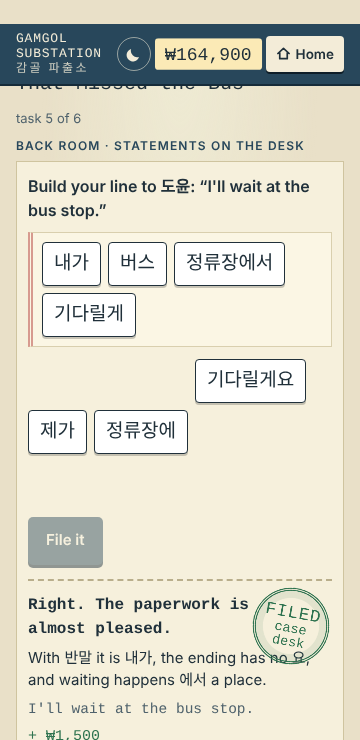 GAMGOL
SUBSTATION
감골 파출소
₩164,900
Home
That Missed the Bus
task 5 of 6
BACK ROOM · STATEMENTS ON THE DESK
Build your line to 도윤: “I'll wait at the
bus stop.”
내가
버스
정류장에서
기다릴게
기다릴게요
제가
정류장에
File it
Right. The paperwork is
almost pleased.
FILED
case
desk
With 반말 it is 내가, the ending has no 요,
and waiting happens 에서 a place.
I'll wait at the bus stop.
+ ₩1,500